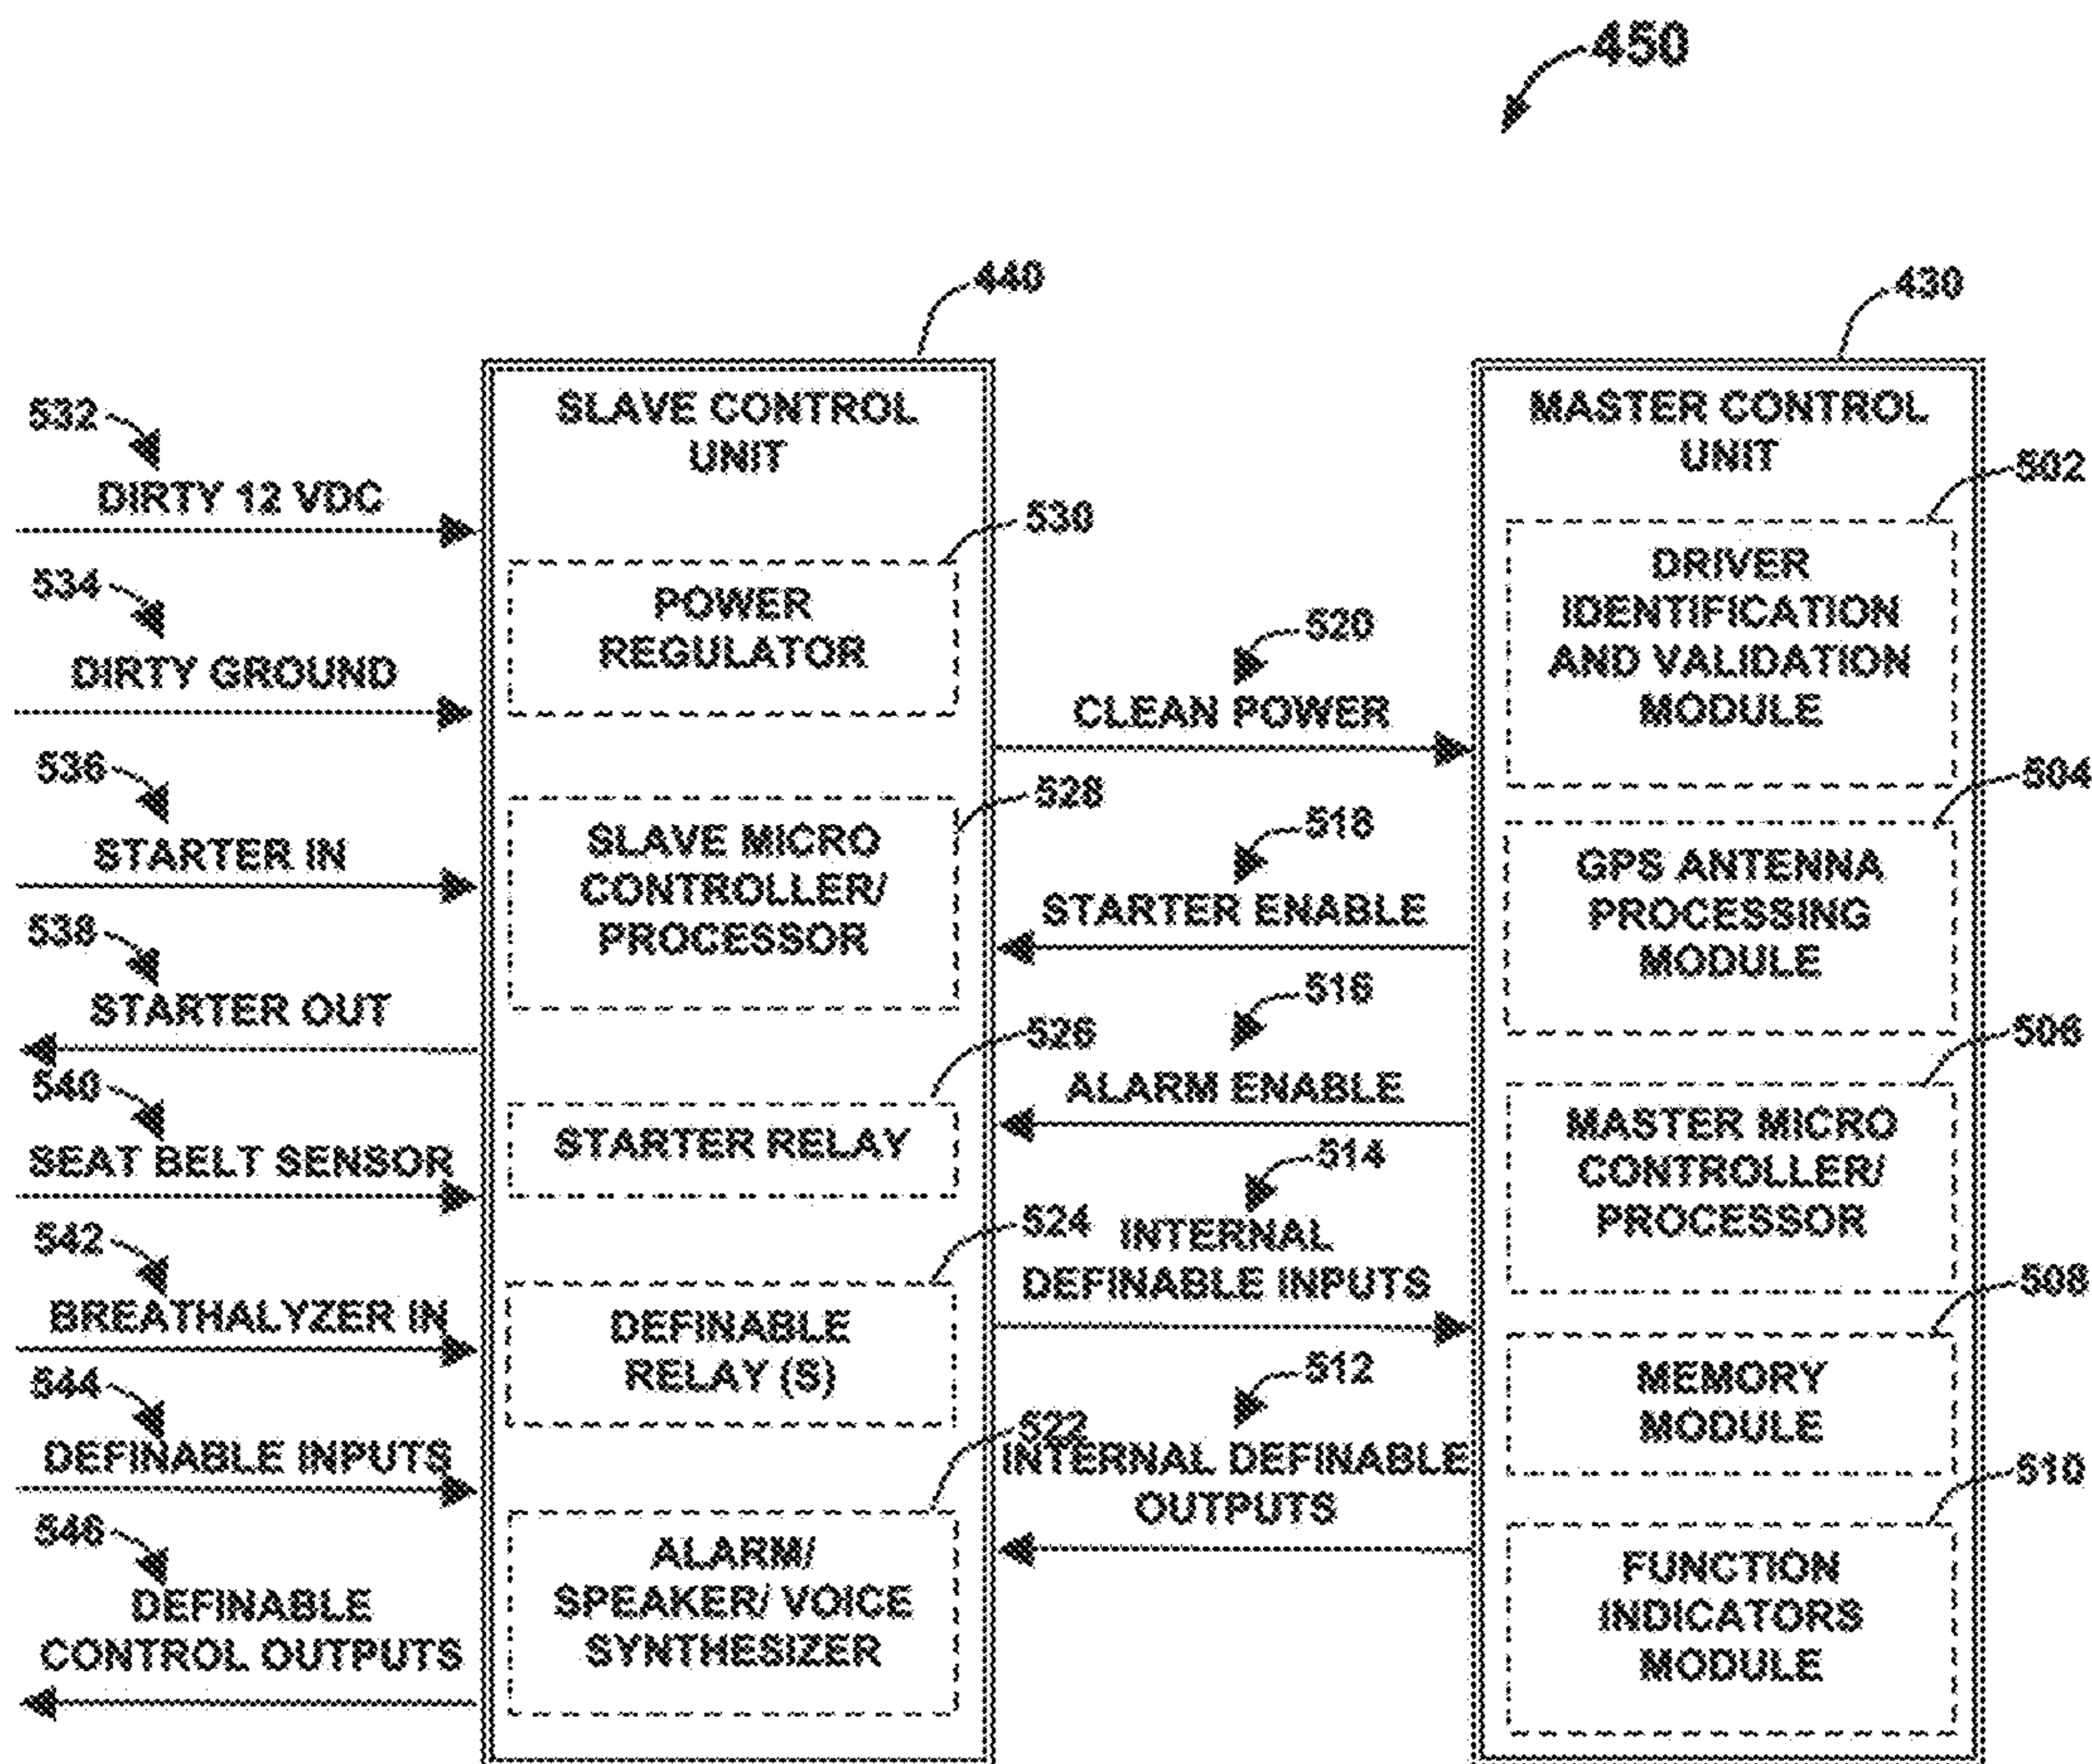 450
440
430
532
DIRTY 12 VDC
534
DIRTY GROUND
536
STARTER IN
538
STARTER OUT
540
SEAT BELT SENSOR
542
BREATHALYZER IN
544
DEFINABLE INPUTS
546
DEFINABLE
CONTROL OUTPUTS
SLAVE CONTROL
UNIT
530
POWER
REGULATOR
528
SLAVE MICRO
CONTROLLER/
PROCESSOR
526
STARTER RELAY
524
DEFINABLE
RELAY (S)
522
ALARM/
SPEAKER/ VOICE
SYNTHESIZER
520
CLEAN POWER
518
STARTER ENABLE
516
ALARM ENABLE
514
INTERNAL
DEFINABLE INPUTS
512
INTERNAL DEFINABLE
OUTPUTS
MASTER CONTROL
UNIT
502
DRIVER
IDENTIFICATION
AND VALIDATION
MODULE
504
GPS ANTENNA
PROCESSING
MODULE
506
MASTER MICRO
CONTROLLER/
PROCESSOR
508
MEMORY
MODULE
510
FUNCTION
INDICATORS
MODULE